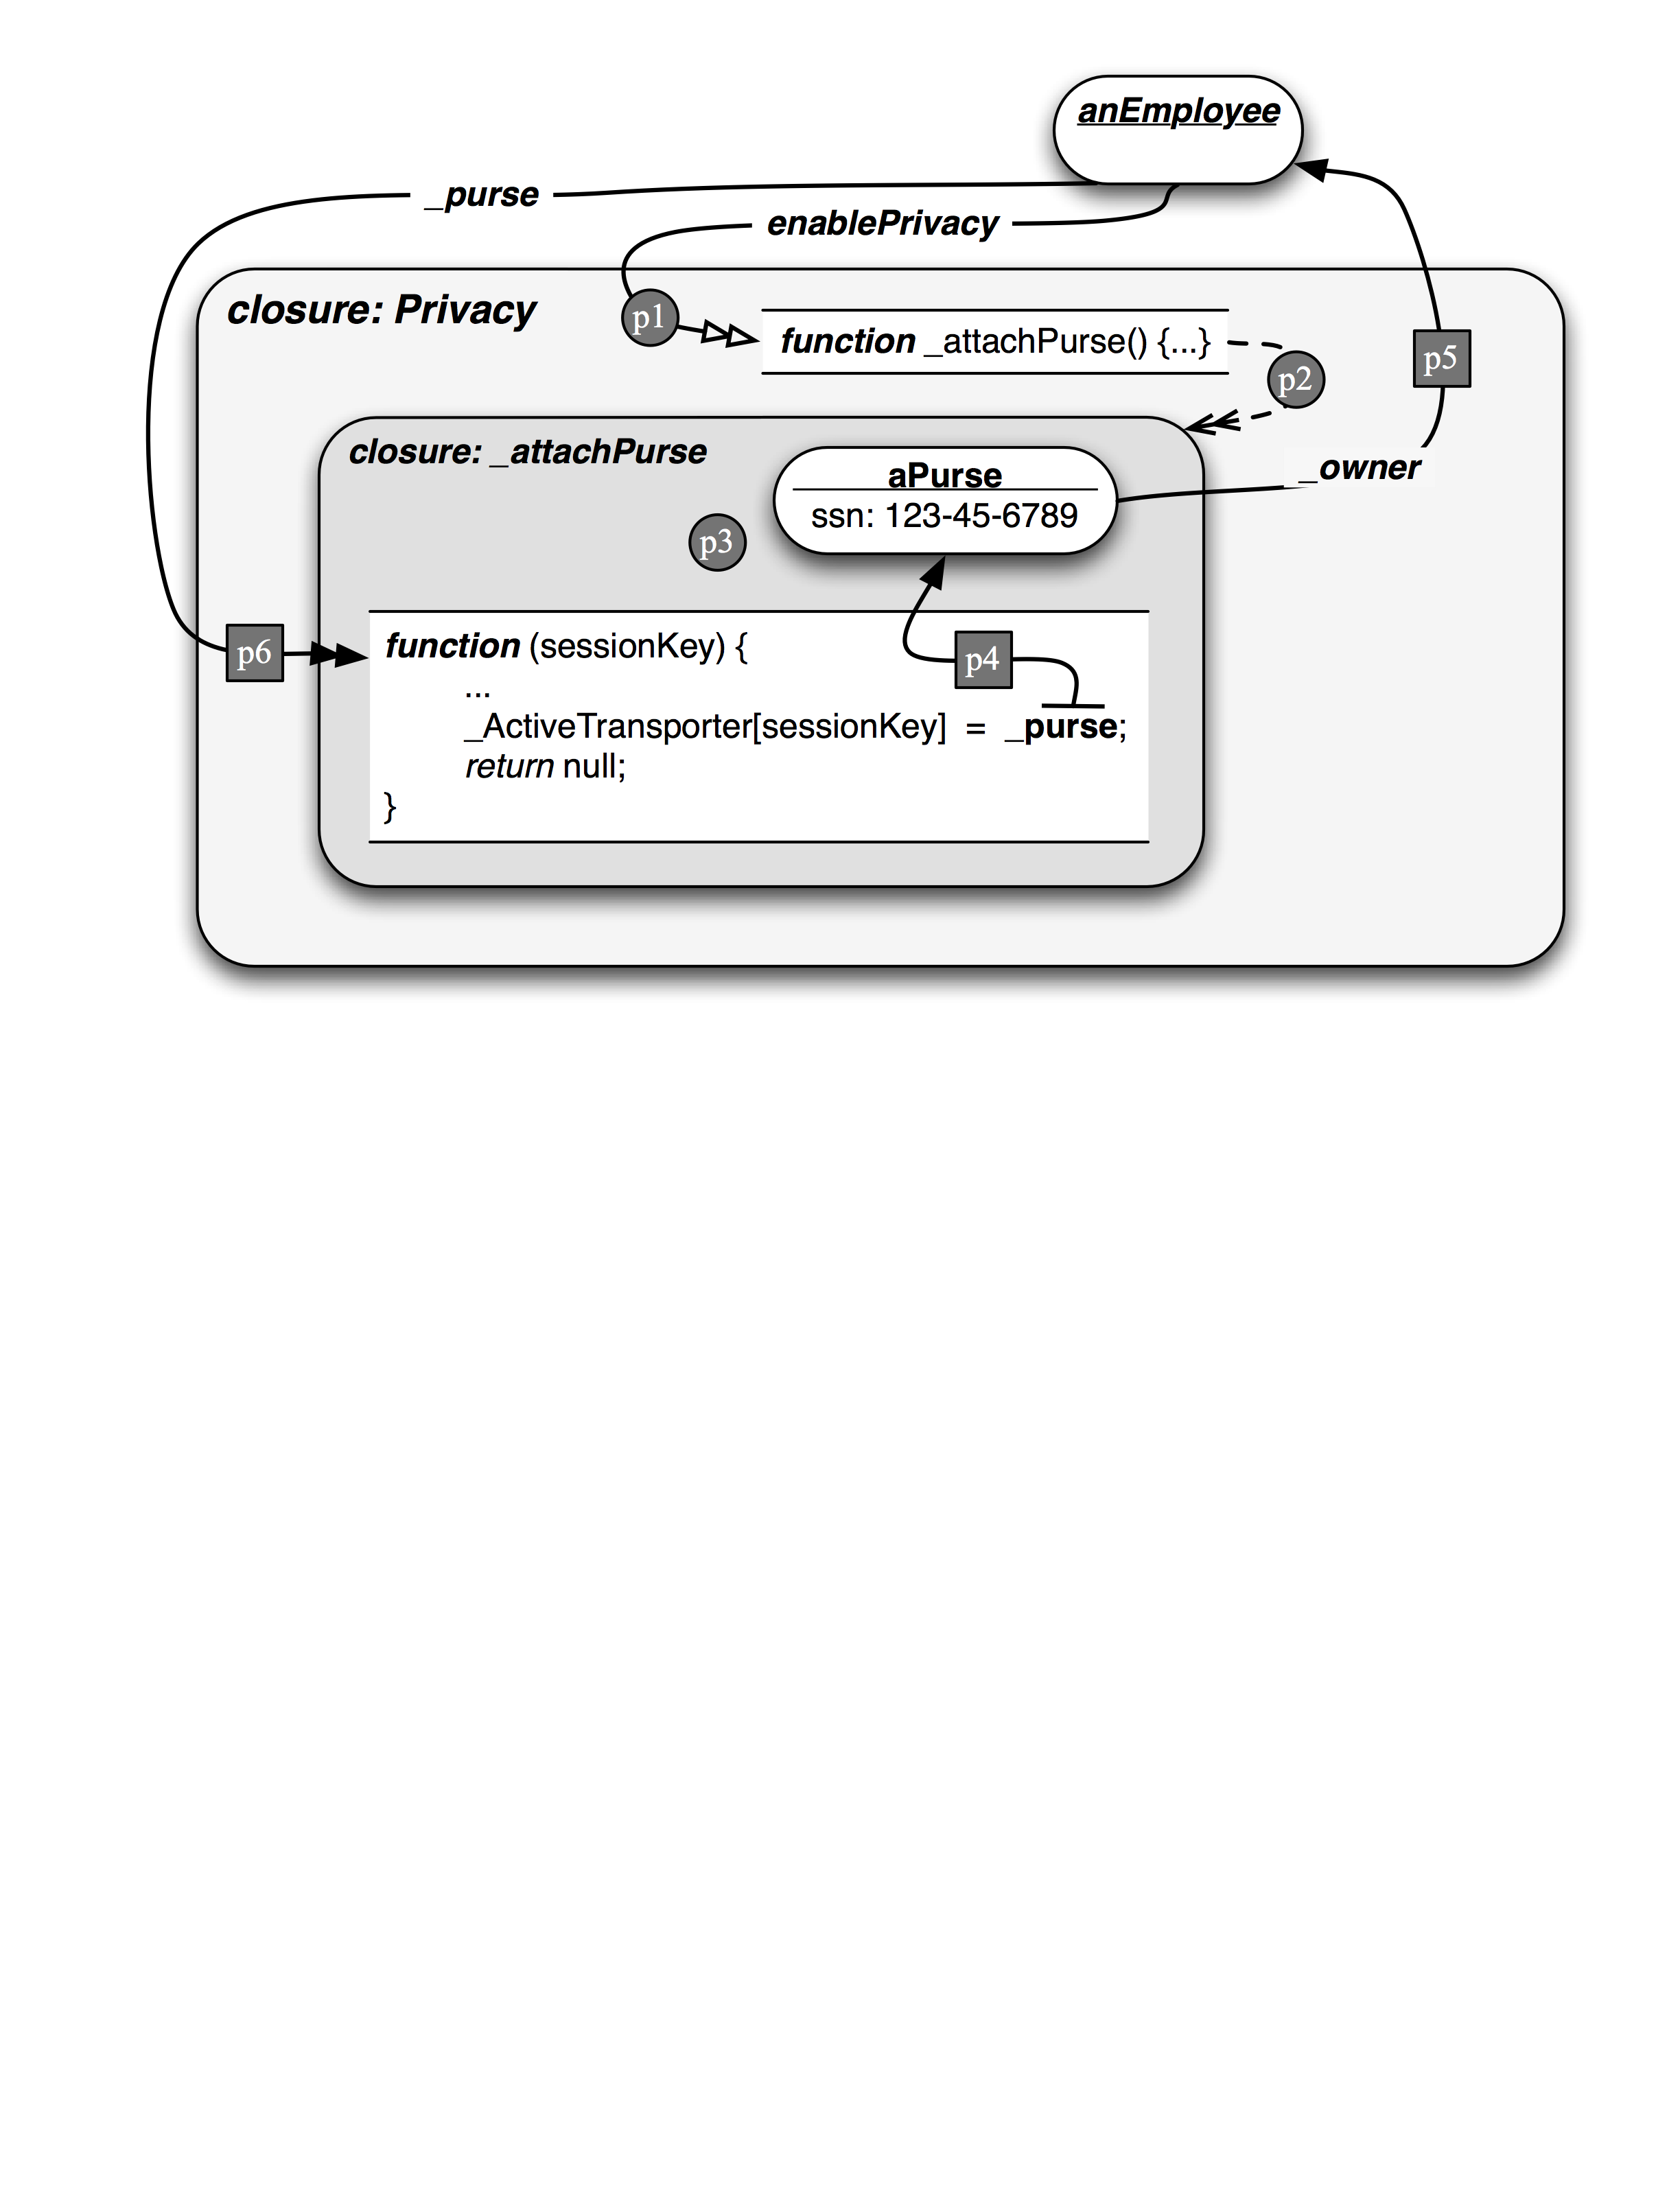 anEmployee
_purse
enablePrivacy
closure: Privacy
p1
function _attachPurse() {...}
p2
p5
closure: _attachPurse
aPurse
ssn: 123-45-6789
_owner
p3
p6
function (sessionKey) {
...
p4
_ActiveTransporter[sessionKey] = _purse;
return null;
}